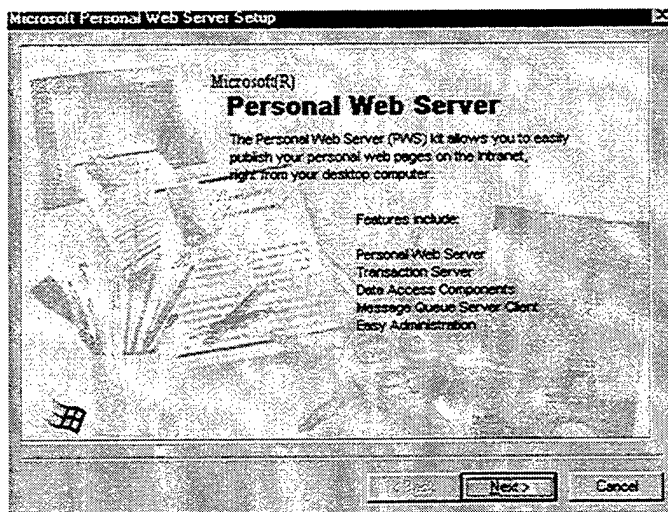 Microsoft Personal Web Server Setup
Microsoft(R)
Personal Web Server
The Personal Web Server (PWS) kit allows you to easily
publish your personal web pages on the intranet,
right from your desktop computer.
Features include:
Personal Web Server
Transaction Server
Data Access Components
Message Queue Server Client
Easy Administration
< Back
Next >
Cancel